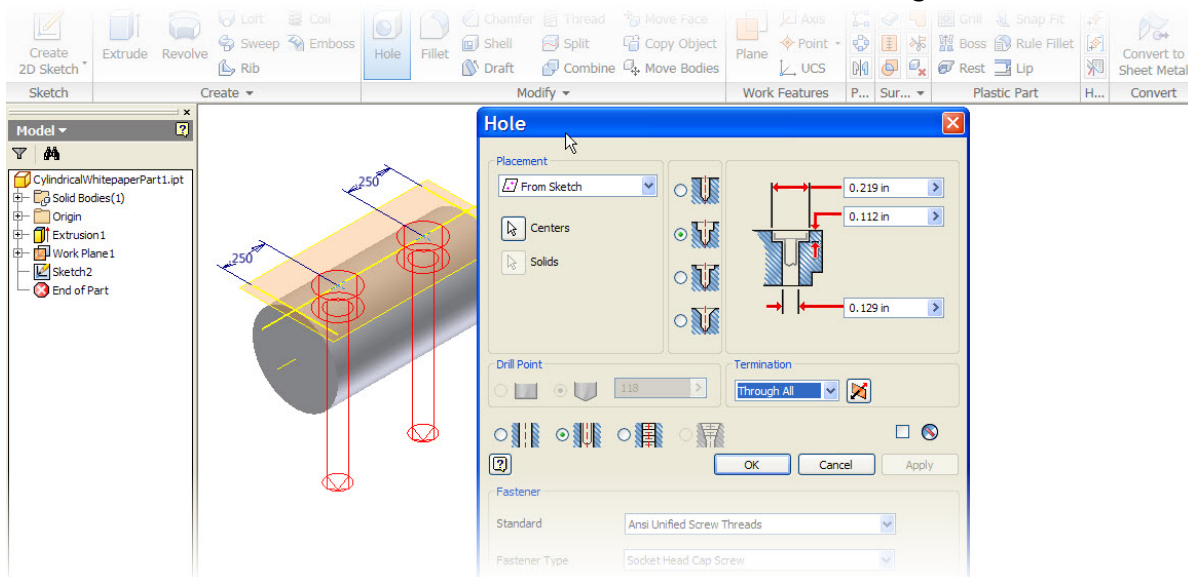 Loft Coil Chamfer Thread Move Face Axis Grill Snap Fit
Create 2D Sketch Extrude Revolve Sweep Emboss Hole Fillet Shell Split Copy Object Plane Point Boss Rule Fillet Convert to Sheet Metal
Rib Draft Combine Move Bodies UCS Rest Lip
Sketch Create Modify Work Features P... Sur... Plastic Part H... Convert
Model
CylindricalWhitepaperPart1.ipt
Solid Bodies(1)
Origin
Extrusion1
Work Plane1
Sketch2
End of Part
.250
.250
Hole
Placement
From Sketch
Centers
Solids
0.219 in
0.112 in
0.129 in
Drill Point
118
Termination
Through All
OK Cancel Apply
Fastener
Standard Ansi Unified Screw Threads
Fastener Type Socket Head Cap Screw